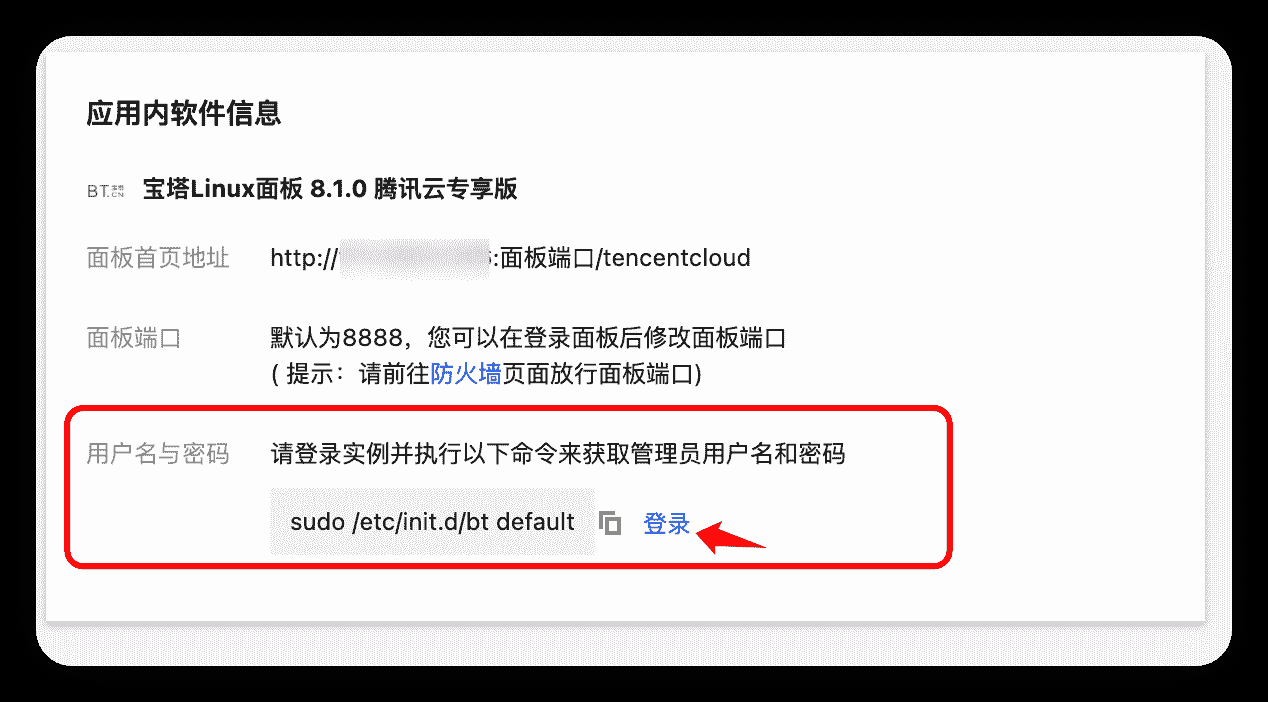 应用内软件信息
BT.宝塔.CN 宝塔Linux面板 8.1.0 腾讯云专享版
面板首页地址 http:// :面板端口/tencentcloud
面板端口 默认为8888，您可以在登录面板后修改面板端口
( 提示：请前往防火墙页面放行面板端口)
用户名与密码 请登录实例并执行以下命令来获取管理员用户名和密码
sudo /etc/init.d/bt default 登录